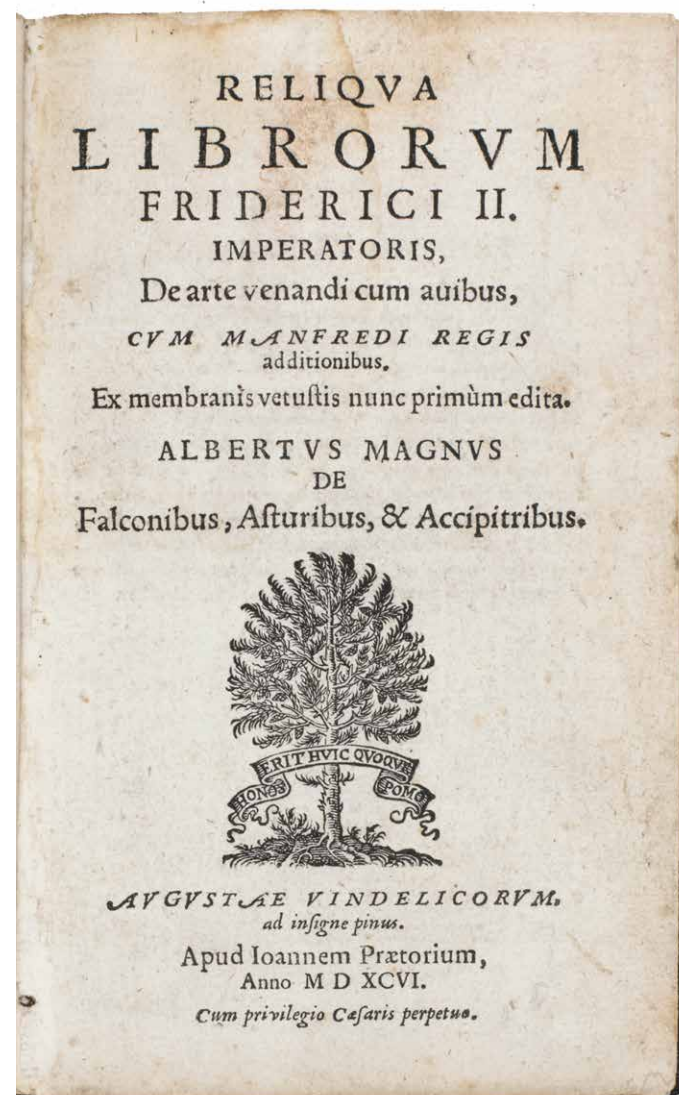 RELIQVA
LIBRORVM
FRIDERICI II.
IMPERATORIS,
De arte venandi cum auibus,
CVM MANFREDI REGIS
additionibus.
Ex membranis vetuſtis nunc primùm edita.
ALBERTVS MAGNVS
DE
Falconibus, Aſturibus, & Accipitribus.
HONOS ERIT HVIC QVOQVE POMO
AVGVSTAE VINDELICORVM.
ad inſigne pinus.
Apud Ioannem Prætorium,
Anno M D XCVI.
Cum privilegio Cæſaris perpetuo.